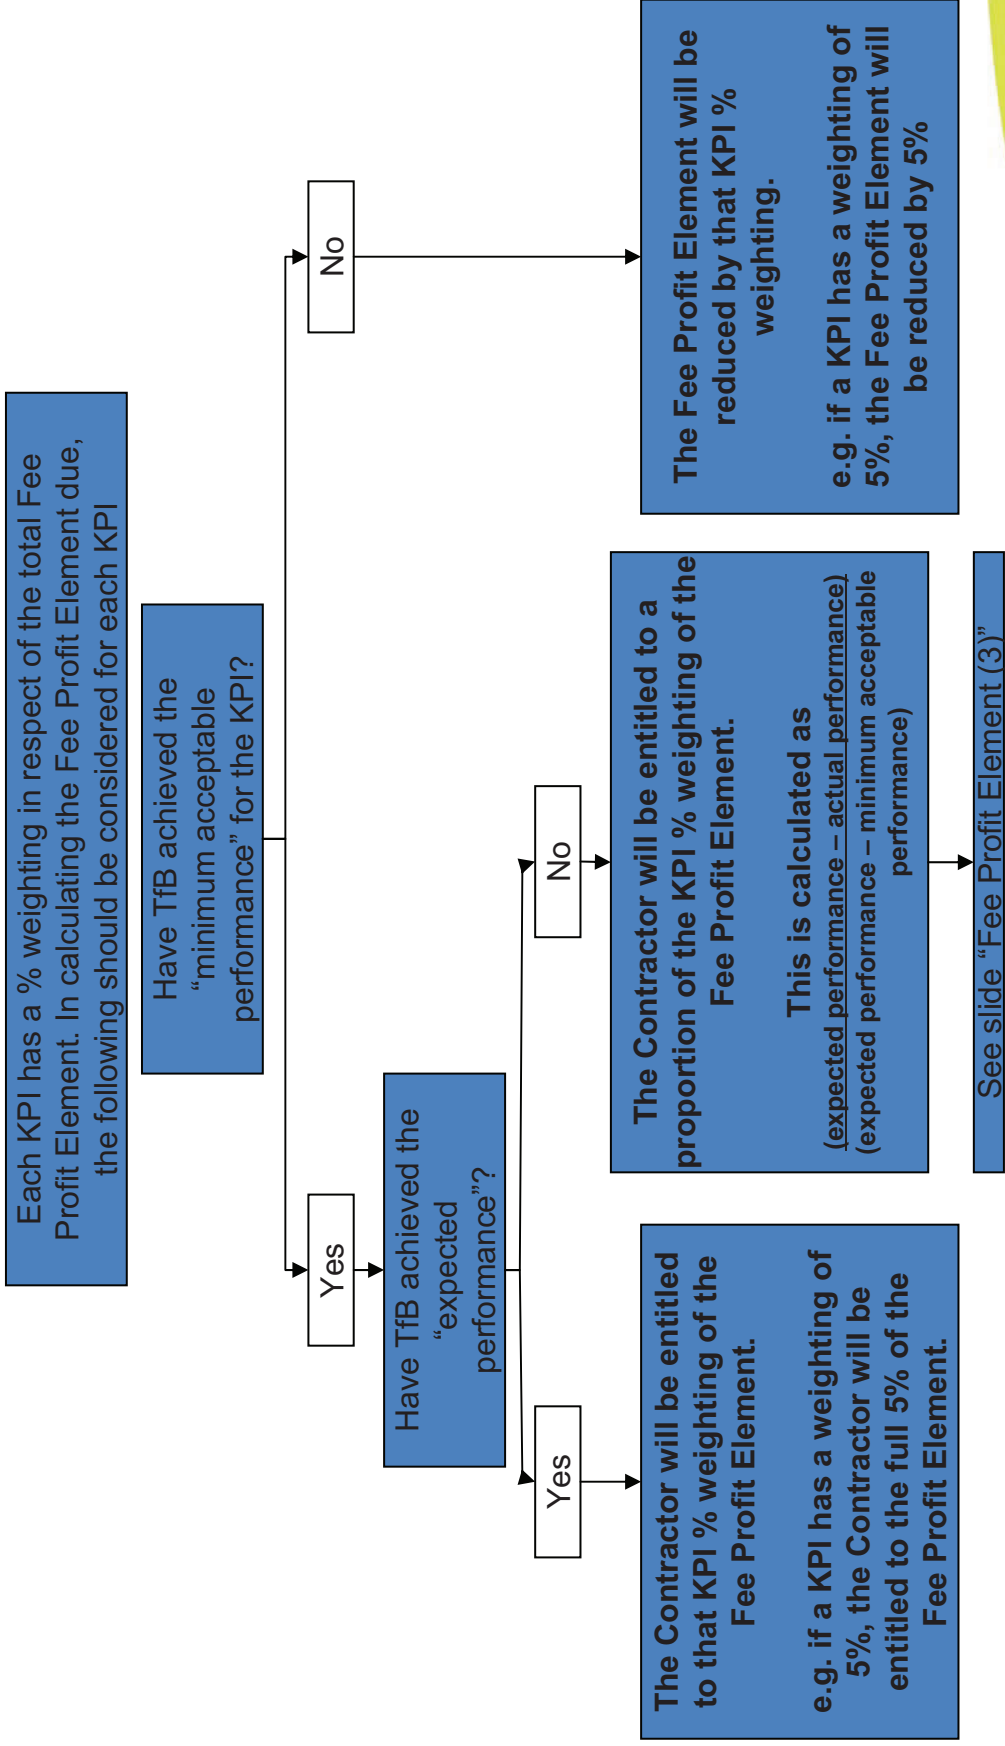 Each KPI has a % weighting in respect of the total Fee
Profit Element. In calculating the Fee Profit Element due,
the following should be considered for each KPI
Have TfB achieved the
“minimum acceptable
performance” for the KPI?
Yes
No
Have TfB achieved the
“expected
performance”?
Yes
No
The Contractor will be entitled
to that KPI % weighting of the
Fee Profit Element.
e.g. if a KPI has a weighting of
5%, the Contractor will be
entitled to the full 5% of the
Fee Profit Element.
The Contractor will be entitled to a
proportion of the KPI % weighting of the
Fee Profit Element.
This is calculated as
(expected performance – actual performance)
(expected performance – minimum acceptable
performance)
See slide “Fee Profit Element (3)”
The Fee Profit Element will be
reduced by that KPI %
weighting.
e.g. if a KPI has a weighting of
5%, the Fee Profit Element will
be reduced by 5%